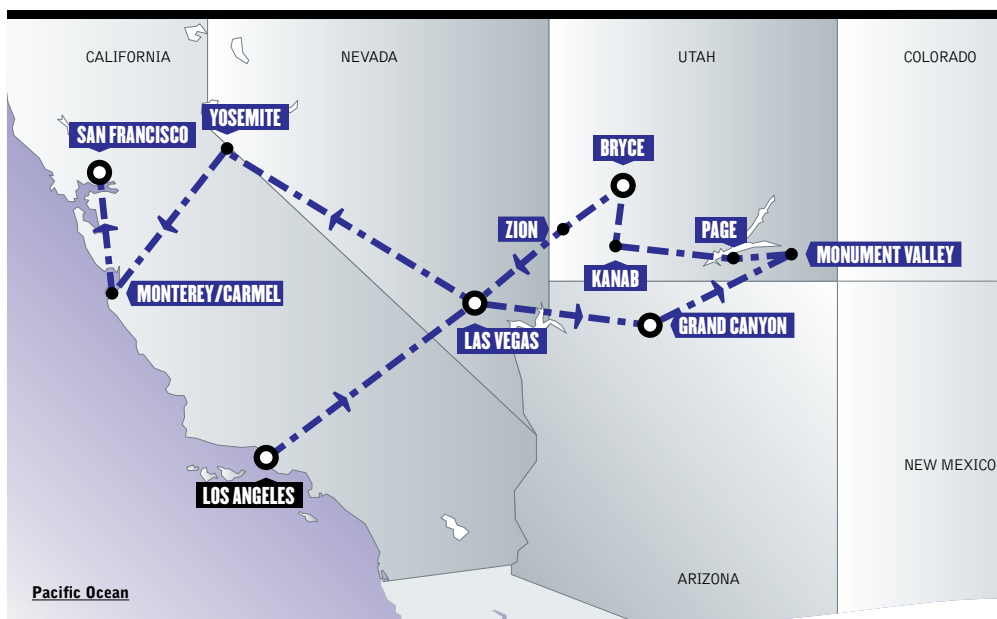 CALIFORNIA
NEVADA
UTAH
COLORADO
YOSEMITE
SAN FRANCISCO
BRYCE
ZION
PAGE
MONUMENT VALLEY
KANAB
MONTEREY/CARMEL
GRAND CANYON
LAS VEGAS
NEW MEXICO
LOS ANGELES
ARIZONA
Pacific Ocean